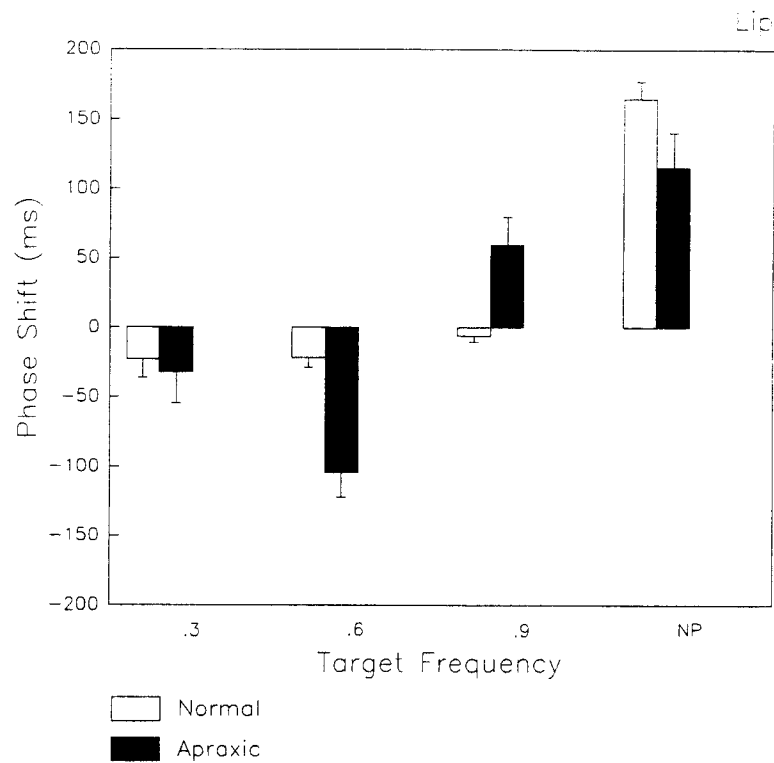 Lip
200
150
100
50
0
-50
-100
-150
-200
Phase Shift (ms)
.3 .6 .9 NP
Target Frequency
Normal
Apraxic